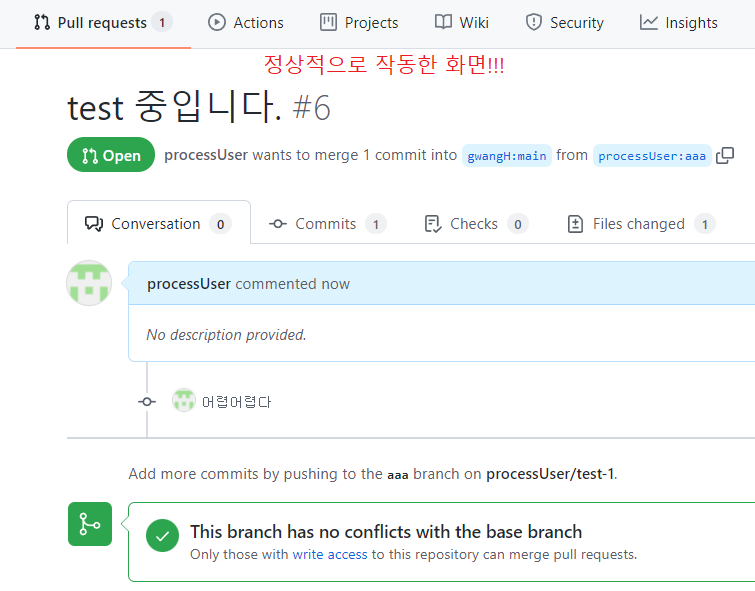 Pull requests 1 Actions Projects Wiki Security Insights
정상적으로 작동한 화면!!!
test 중입니다. #6
Open processUser wants to merge 1 commit into gwangH:main from processUser:aaa
Conversation 0 Commits 1 Checks 0 Files changed 1
processUser commented now
No description provided.
어렵어렵다
Add more commits by pushing to the aaa branch on processUser/test-1.
This branch has no conflicts with the base branch
Only those with write access to this repository can merge pull requests.